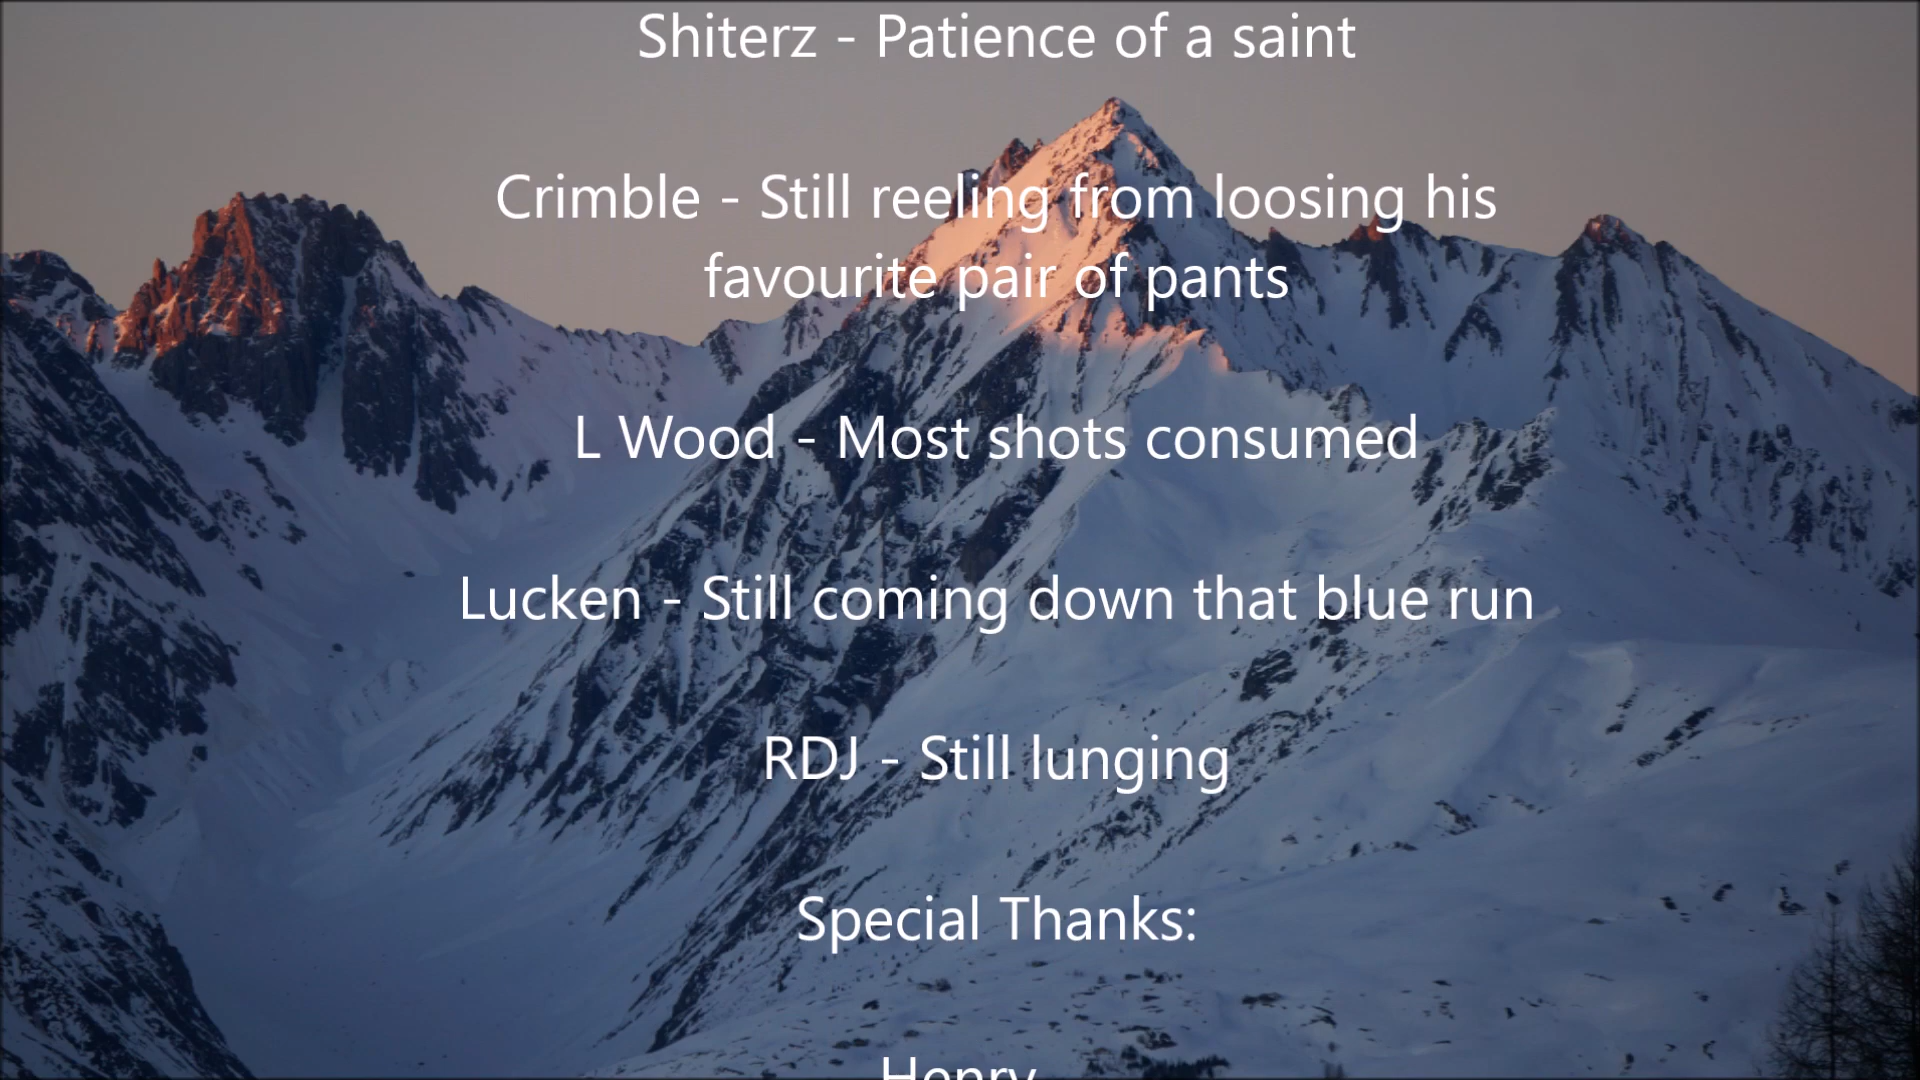 Shiterz - Patience of a saint
Crimble - Still reeling from loosing his
favourite pair of pants
L Wood - Most shots consumed
Lucken - Still coming down that blue run
RDJ - Still lunging
Special Thanks:
Henry